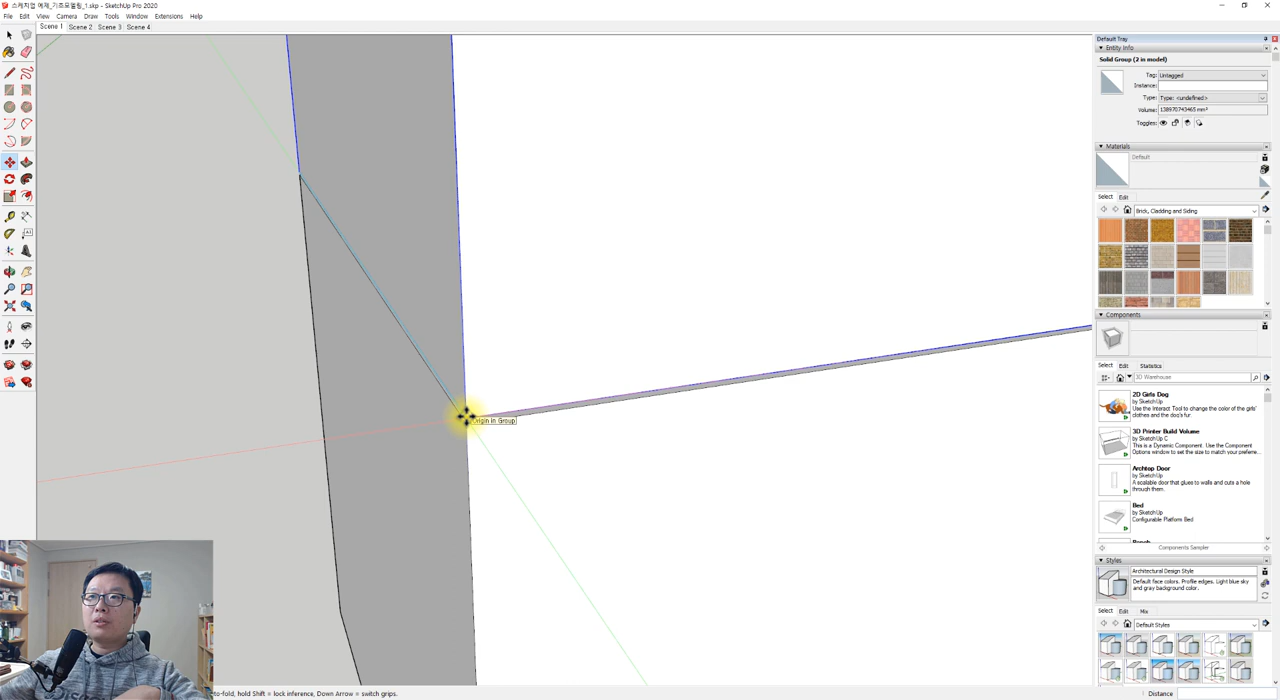 스케치업 예제_기초모델링_1.skp - SketchUp Pro 2020
File Edit View Camera Draw Tools Window Extensions Help
Scene 1 Scene 2 Scene 3 Scene 4
Default Tray
Entity Info
Solid Group (2 in model)
Tag: Untagged
Instance:
Type: Type: <undefined>
Volume:
Toggles:
Materials
Default
Select Edit
Brick, Cladding and Siding
Origin in Group
Components
Select Edit Statistics
3D Warehouse
2D Girls Dog
by SketchUp
Use the Interact Tool to change the color of the girls'
clothes and the dog's fur.
3D Printer Build Volume
by SketchUp C
This is a Dynamic Component. Use the Component
Options window to set the size to match your preferre...
Archtop Door
by SketchUp
A scalable door that glues to walls and cuts a hole
through them.
Bed
by SketchUp
Configurable Platform Bed
Components Sampler
Styles
Architectural Design Style
Default face colors. Profile edges. Light blue sky
and gray background color.
Select Edit Mix
Default Styles
to-fold, hold Shift = lock inference, Down Arrow = switch grips.
Distance